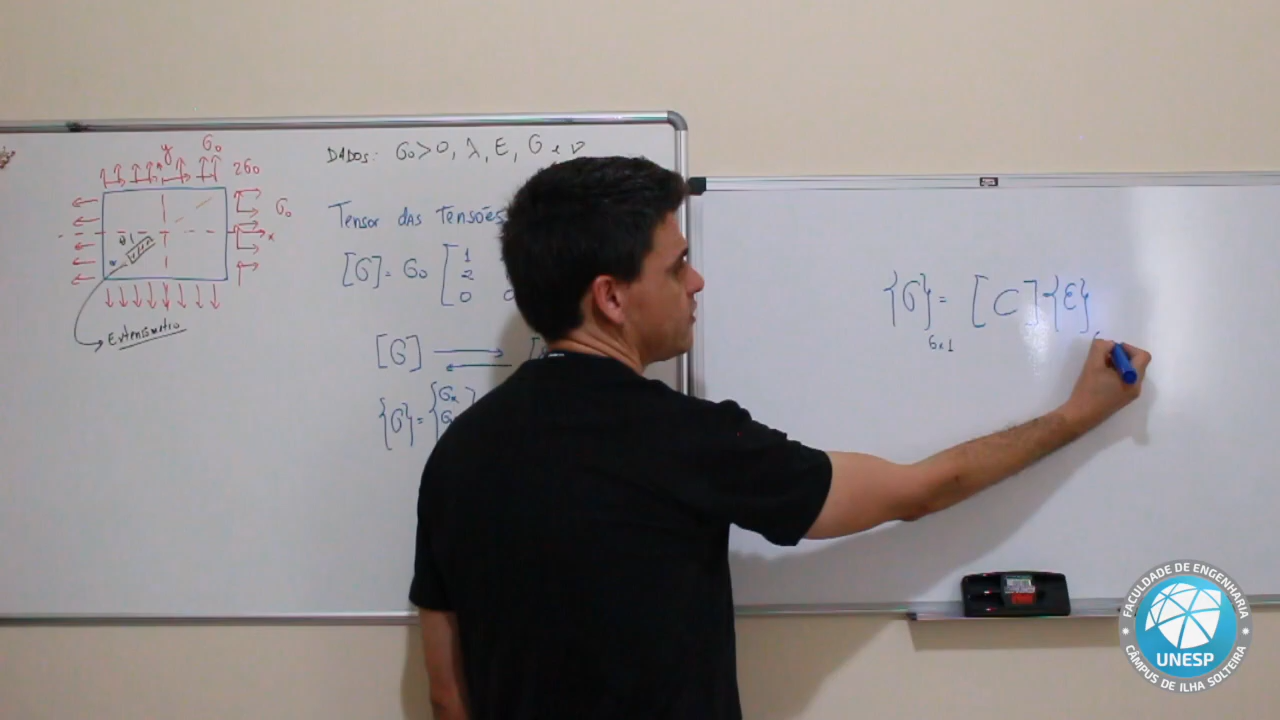 y
σ₀
2σ₀
σ₀
x
θ
Extensômetro
DADOS: σ₀>0, λ, E, G e ν
Tensor das Tensões
[σ]= σ₀ [1
2
0 0
[σ]
{σ}= {σx
{σ}6x1 = [C]{ε}
FACULDADE DE ENGENHARIA
UNESP
CÂMPUS DE ILHA SOLTEIRA